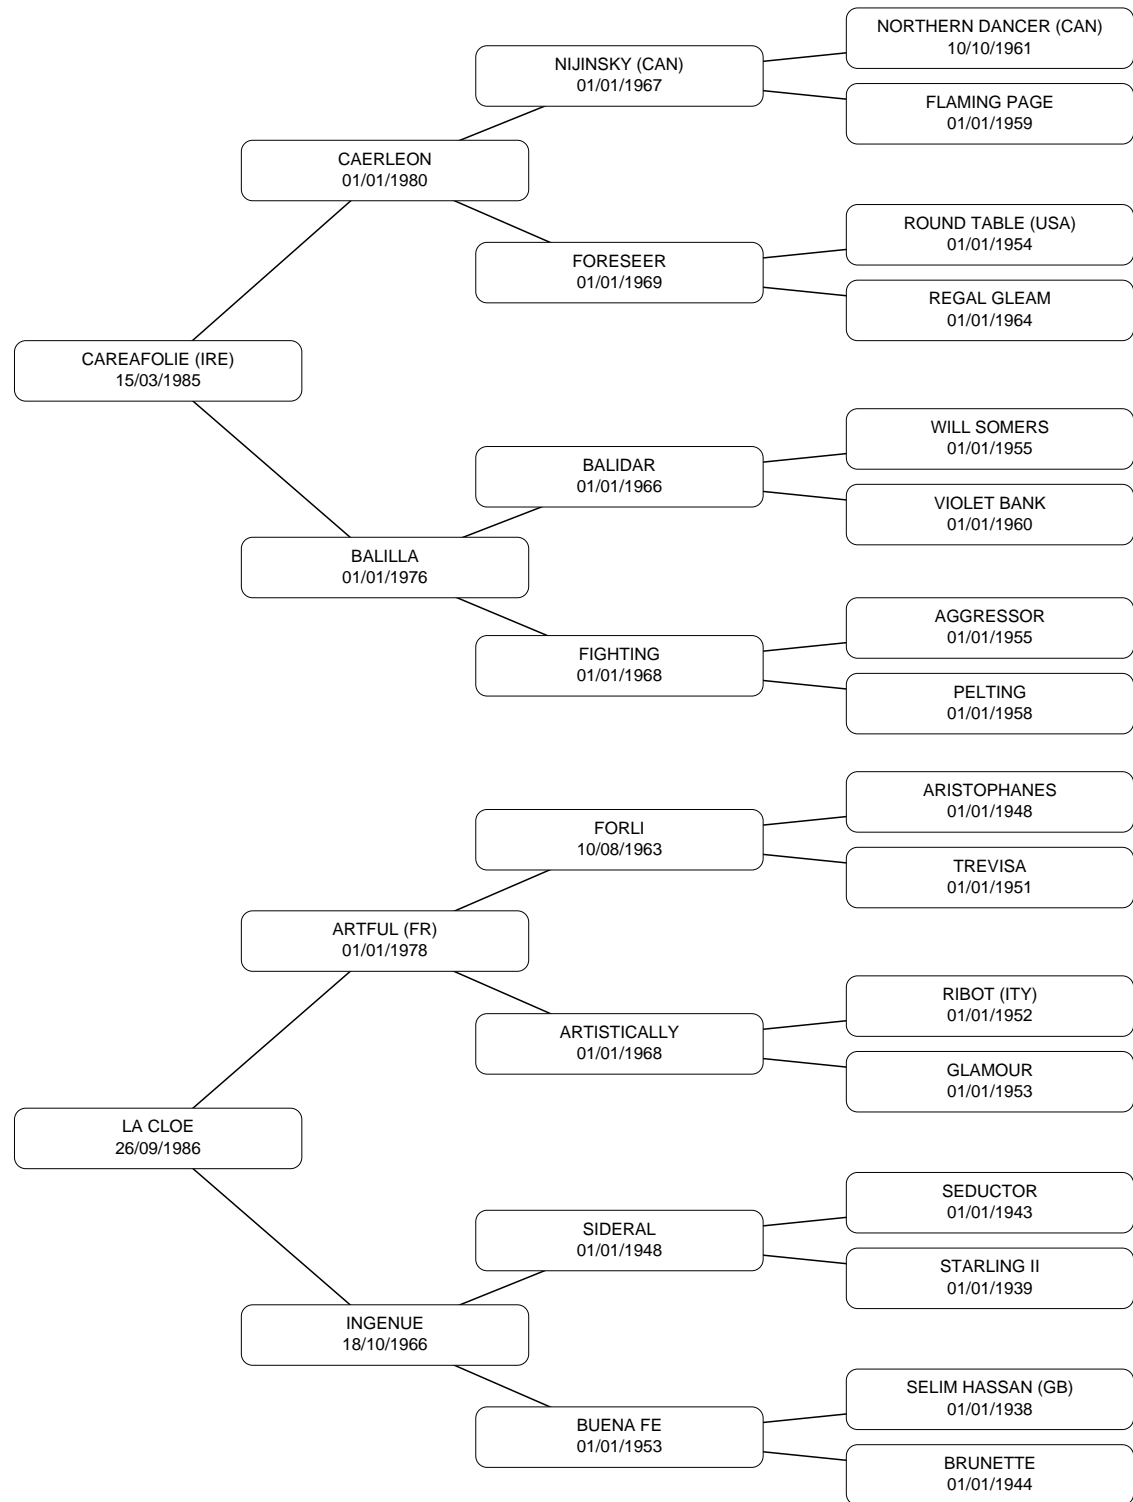 NORTHERN DANCER (CAN)
10/10/1961
NIJINSKY (CAN)
01/01/1967
FLAMING PAGE
01/01/1959
CAERLEON
01/01/1980
ROUND TABLE (USA)
01/01/1954
FORESEER
01/01/1969
REGAL GLEAM
01/01/1964
CAREAFOLIE (IRE)
15/03/1985
WILL SOMERS
01/01/1955
BALIDAR
01/01/1966
VIOLET BANK
01/01/1960
BALILLA
01/01/1976
AGGRESSOR
01/01/1955
FIGHTING
01/01/1968
PELTING
01/01/1958
ARISTOPHANES
01/01/1948
FORLI
10/08/1963
TREVISA
01/01/1951
ARTFUL (FR)
01/01/1978
RIBOT (ITY)
01/01/1952
ARTISTICALLY
01/01/1968
GLAMOUR
01/01/1953
LA CLOE
26/09/1986
SEDUCTOR
01/01/1943
SIDERAL
01/01/1948
STARLING II
01/01/1939
INGENUE
18/10/1966
SELIM HASSAN (GB)
01/01/1938
BUENA FE
01/01/1953
BRUNETTE
01/01/1944